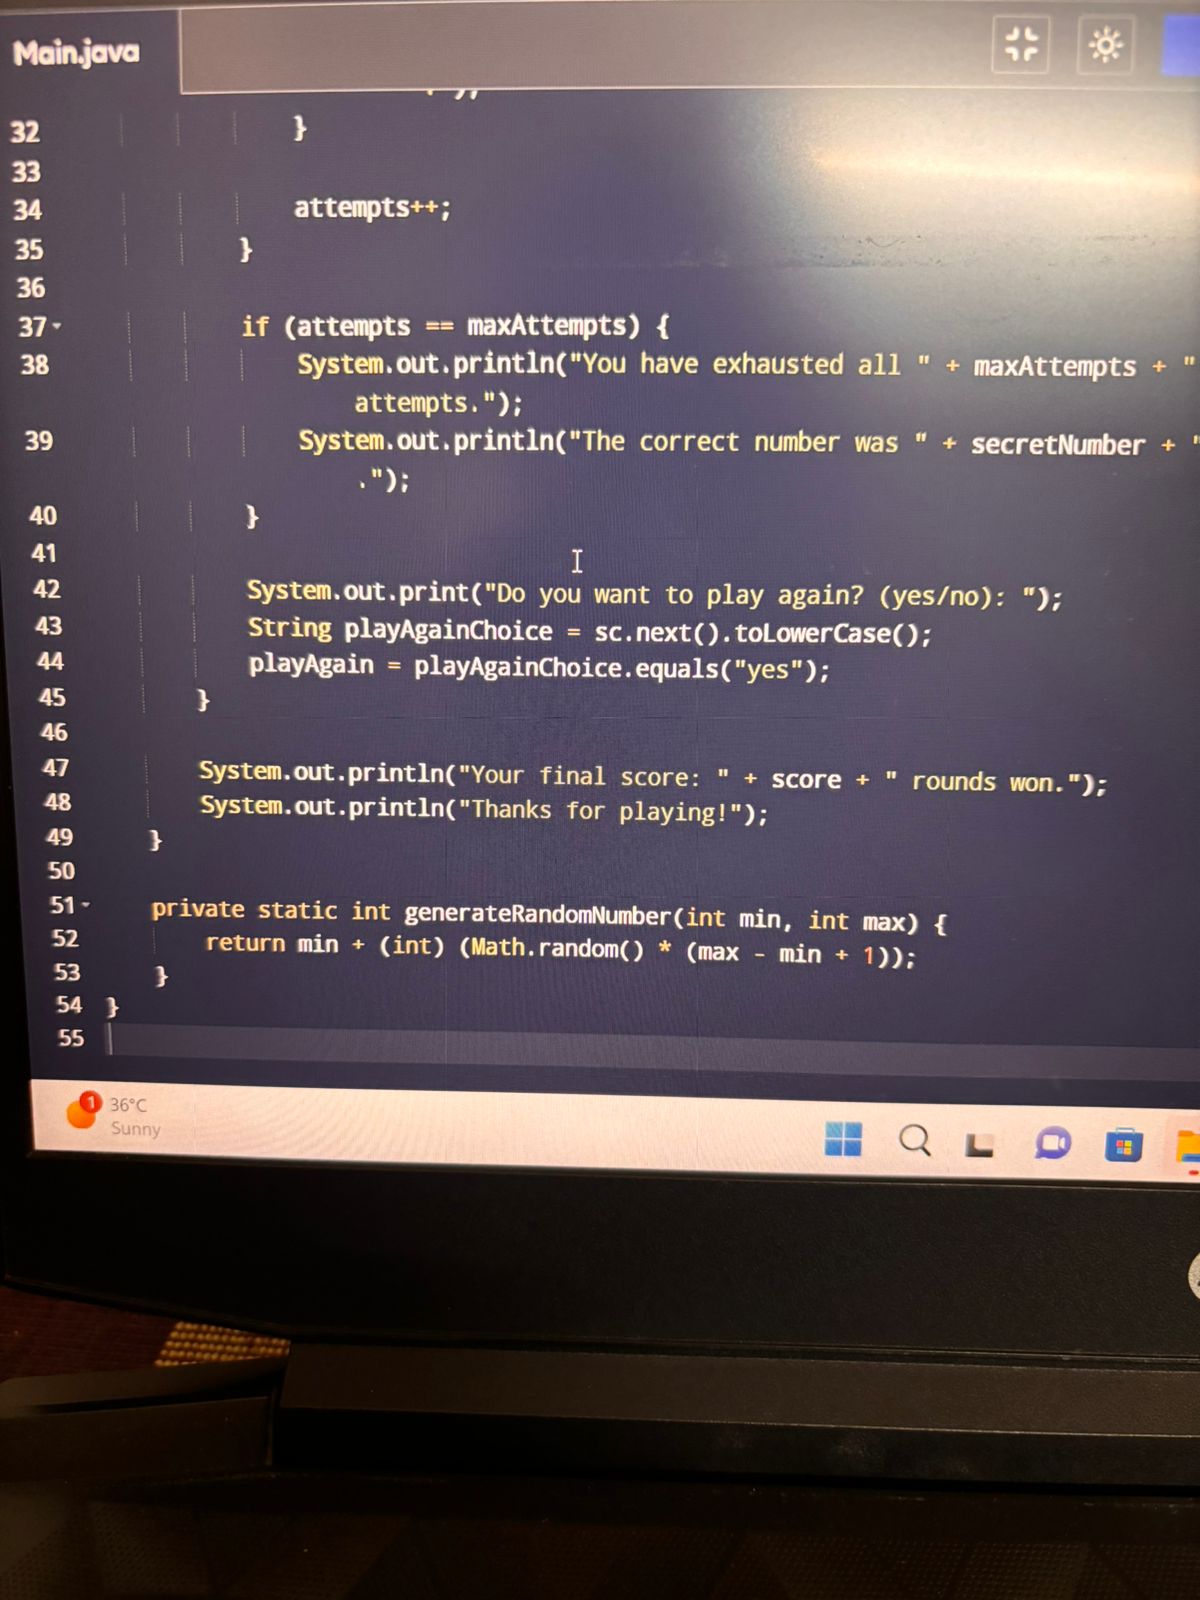 Main.java
32 }
33
34 attempts++;
35 }
36
37 if (attempts == maxAttempts) {
38 System.out.println("You have exhausted all " + maxAttempts + "
attempts.");
39 System.out.println("The correct number was " + secretNumber + "
.");
40 }
41
42 System.out.print("Do you want to play again? (yes/no): ");
43 String playAgainChoice = sc.next().toLowerCase();
44 playAgain = playAgainChoice.equals("yes");
45 }
46
47 System.out.println("Your final score: " + score + " rounds won.");
48 System.out.println("Thanks for playing!");
49 }
50
51 private static int generateRandomNumber(int min, int max) {
52 return min + (int) (Math.random() * (max - min + 1));
53 }
54 }
55
1 36°C
Sunny